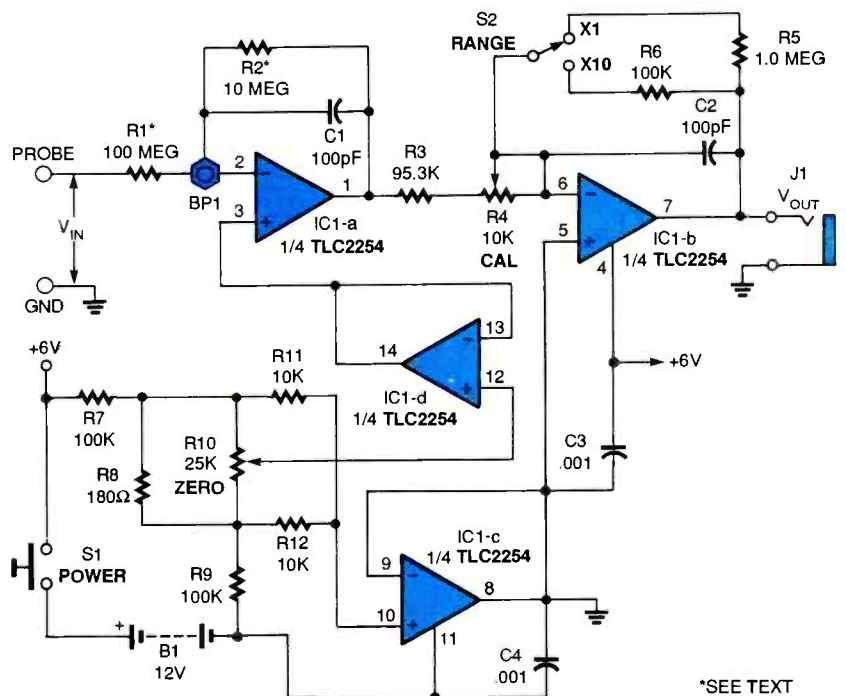 S2
RANGE
X1
X10
R6
100K
R5
1.0 MEG
R2*
10 MEG
C1
100pF
C2
100pF
PROBE
R1*
100 MEG
BP1
2
3
1
IC1-a
1/4 TLC2254
R3
95.3K
R4
10K
CAL
6
5
7
4
IC1-b
1/4 TLC2254
J1
VOUT
VIN
GND
+6V
+6V
14
13
12
IC1-d
1/4 TLC2254
R11
10K
R7
100K
R8
180Ω
R10
25K
ZERO
C3
.001
R12
10K
IC1-c
1/4 TLC2254
9
10
8
11
S1
POWER
R9
100K
+
B1
12V
C4
.001
*SEE TEXT